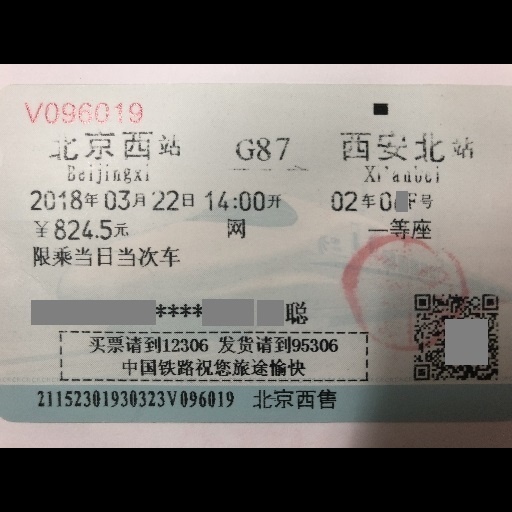 V096019
北京西站 G87 西安北站
Beijingxi Xi'anbei
2018年03月22日 14:00开 02车0 F号
￥824.5元 网 一等座
限乘当日当次车
****聪
买票请到12306 发货请到95306
中国铁路祝您旅途愉快
21152301930323V096019 北京西售